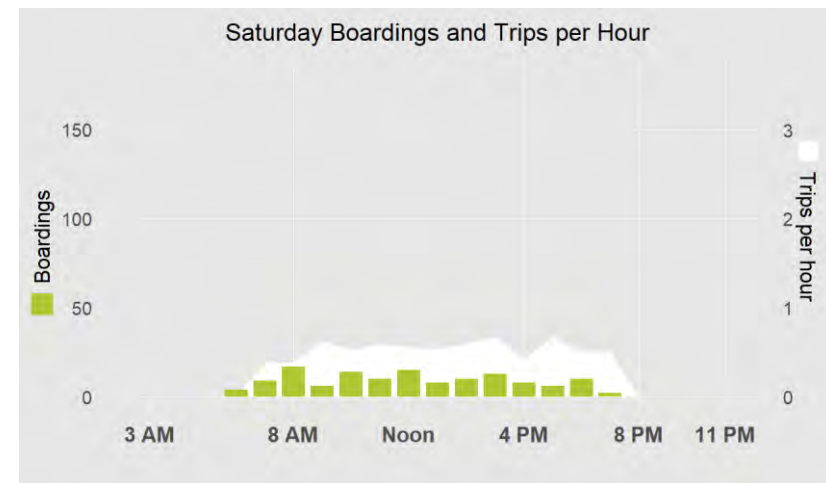 Saturday Boardings and Trips per Hour
150
100
50
0
Boardings
3
2
1
0
Trips per hour
3 AM 8 AM Noon 4 PM 8 PM 11 PM